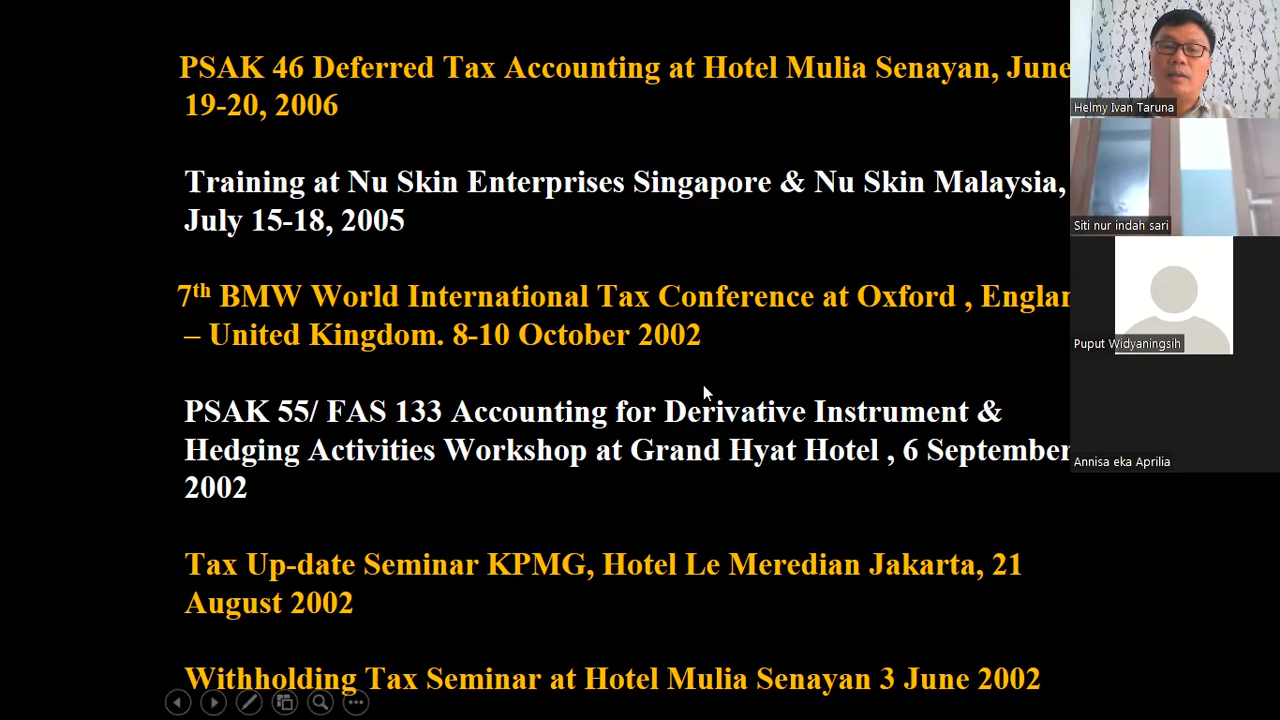 PSAK 46 Deferred Tax Accounting at Hotel Mulia Senayan, June
19-20, 2006
Training at Nu Skin Enterprises Singapore & Nu Skin Malaysia,
July 15-18, 2005
7th BMW World International Tax Conference at Oxford , Englan
– United Kingdom. 8-10 October 2002
PSAK 55/ FAS 133 Accounting for Derivative Instrument &
Hedging Activities Workshop at Grand Hyat Hotel , 6 September
2002
Tax Up-date Seminar KPMG, Hotel Le Meredian Jakarta, 21
August 2002
Withholding Tax Seminar at Hotel Mulia Senayan 3 June 2002
Helmy Ivan Taruna
Siti nur indah sari
Puput Widyaningsih
Annisa eka Aprilia